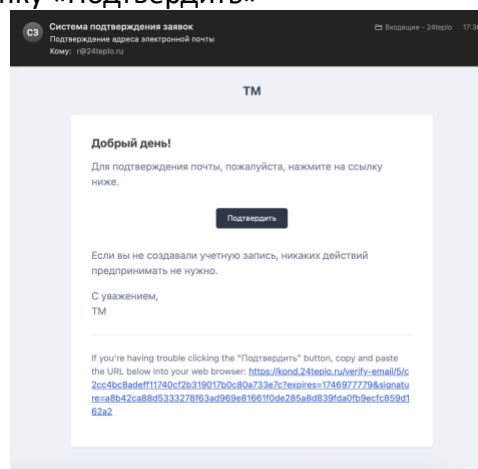 нку «Подтвердить»
СЗ
Система подтверждения заявок
Подтверждение адреса электронной почты
Кому: r@24teplo.ru
Входящие - 24teplo 17:30
ТМ
Добрый день!
Для подтверждения почты, пожалуйста, нажмите на ссылку
ниже.
Подтвердить
Если вы не создавали учетную запись, никаких действий
предпринимать не нужно.
С уважением,
ТМ
If you're having trouble clicking the "Подтвердить" button, copy and paste
the URL below into your web browser: https://kond.24teplo.ru/verify-email/5/c
2cc4bc8adeff11740cf2b319017b0c80a733e7c?expires=1746977779&signatu
re=a8b42ca88d5333278f63ad969e81661f0de285a8d839fda0fb9ecfc859d1
62a2